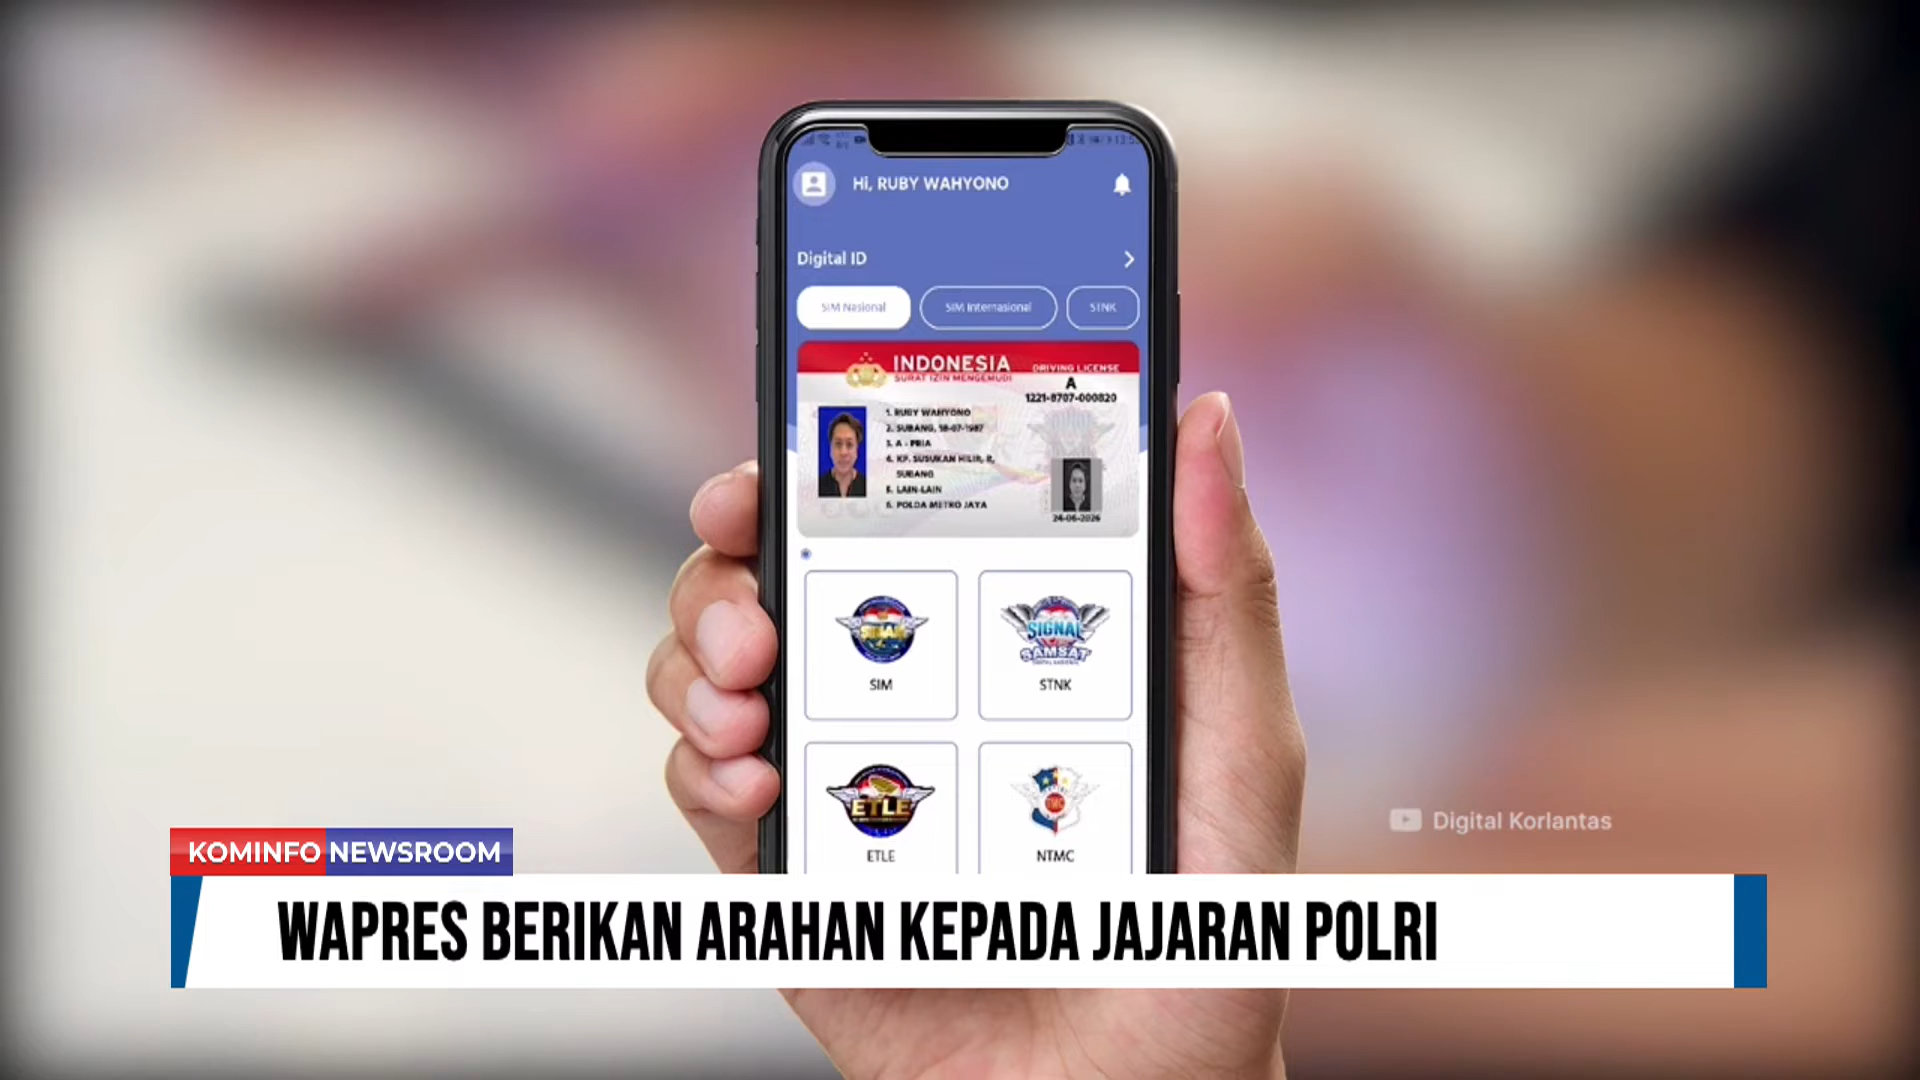 Hi, RUBY WAHYONO
Digital ID
SIM Nasional
SIM Internasional
STNK
INDONESIA
SURAT IZIN MENGEMUDI
DRIVING LICENSE
A
1221-8707-000820
1. RUBY WAHYONO
2. SUBANG, 18-07-1987
3. A - PRIA
4. KP. SUSUKAN HILIR, R,
SUBANG
5. LAIN-LAIN
6. POLDA METRO JAYA
24-06-2026
SINAR
SIM
SIGNAL
SAMSAT
DIGITAL NASIONAL
STNK
ETLE
ETLE
NTMC
Digital Korlantas
KOMINFO NEWSROOM
WAPRES BERIKAN ARAHAN KEPADA JAJARAN POLRI